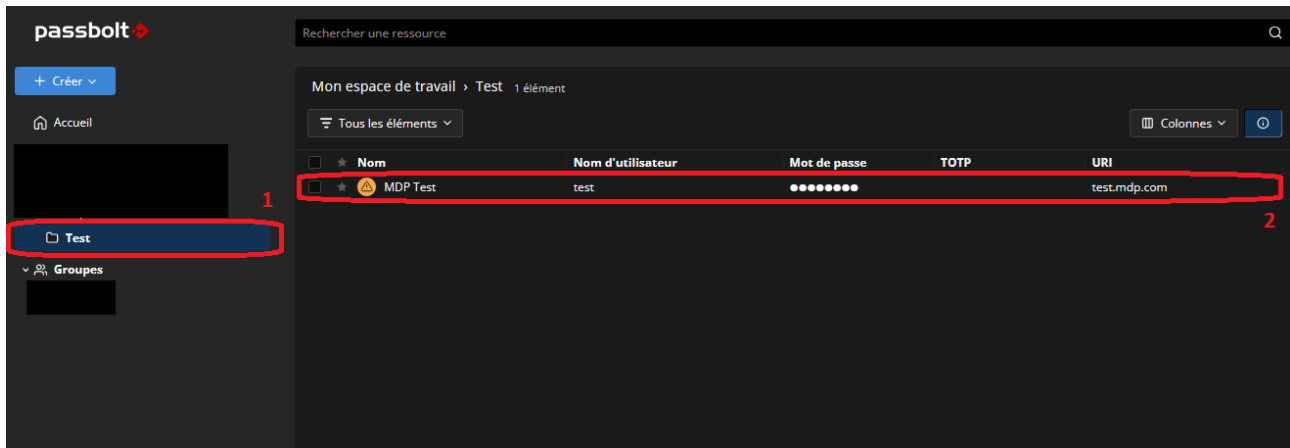 passbolt
Rechercher une ressource
+ Créer
Mon espace de travail › Test 1 élément
Accueil
Tous les éléments
Colonnes
Nom Nom d'utilisateur Mot de passe TOTP URI
MDP Test test ●●●●●●●● test.mdp.com
1
2
Test
Groupes